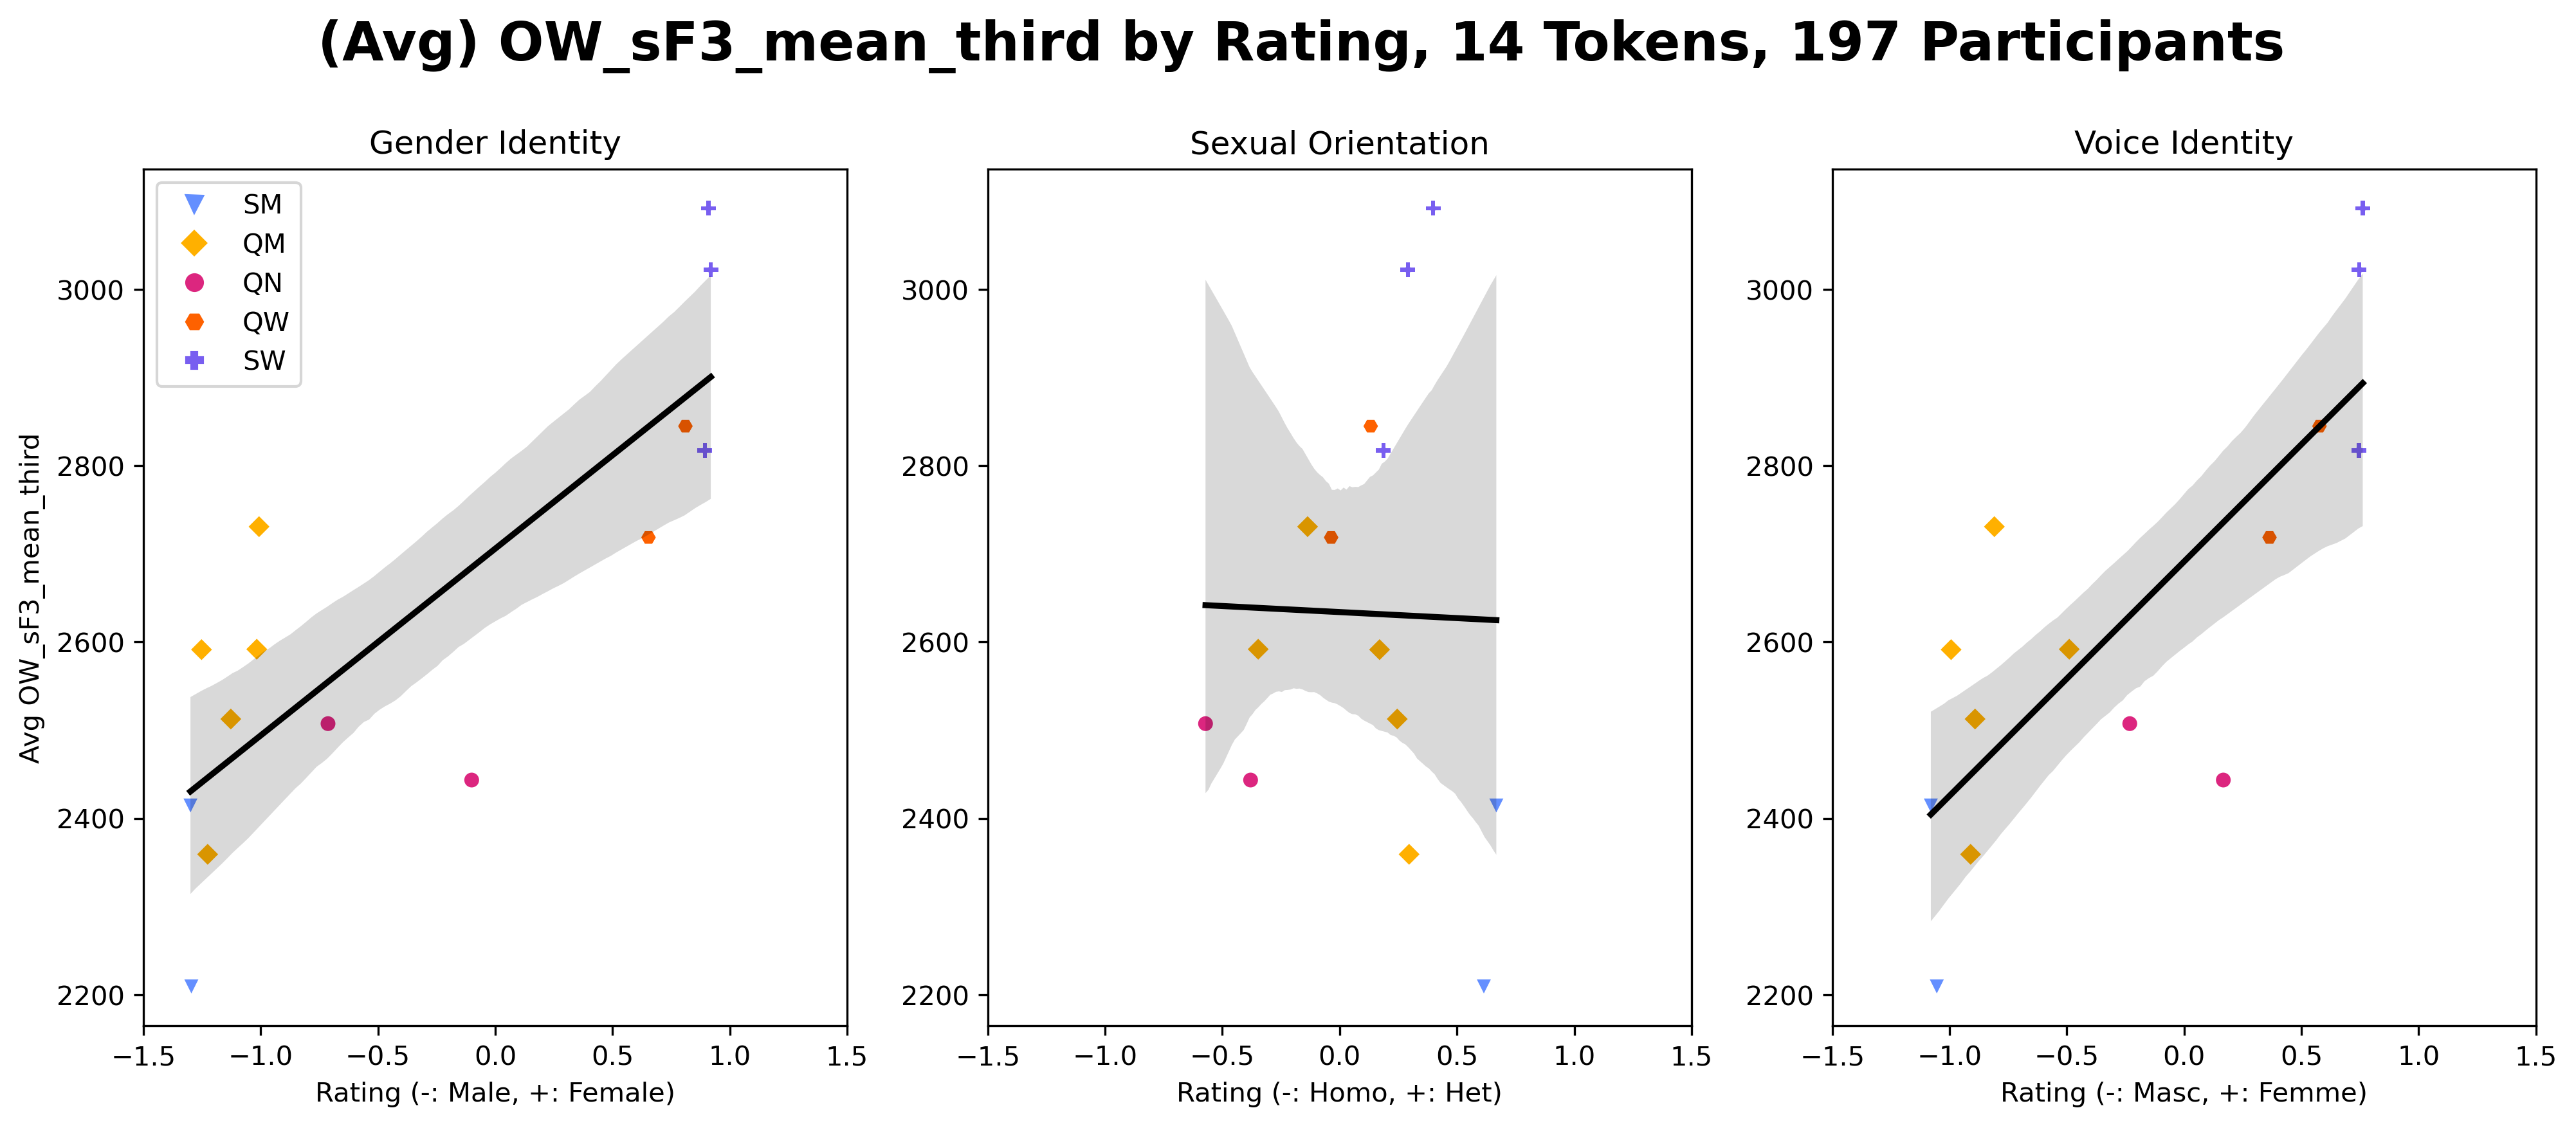 (Avg) OW_sF3_mean_third by Rating, 14 Tokens, 197 Participants
Gender Identity
SM
QM
QN
QW
SW
3000
2800
2600
2400
2200
Avg OW_sF3_mean_third
−1.5 −1.0 −0.5 0.0 0.5 1.0 1.5
Rating (-: Male, +: Female)
Sexual Orientation
3000
2800
2600
2400
2200
−1.5 −1.0 −0.5 0.0 0.5 1.0 1.5
Rating (-: Homo, +: Het)
Voice Identity
3000
2800
2600
2400
2200
−1.5 −1.0 −0.5 0.0 0.5 1.0 1.5
Rating (-: Masc, +: Femme)